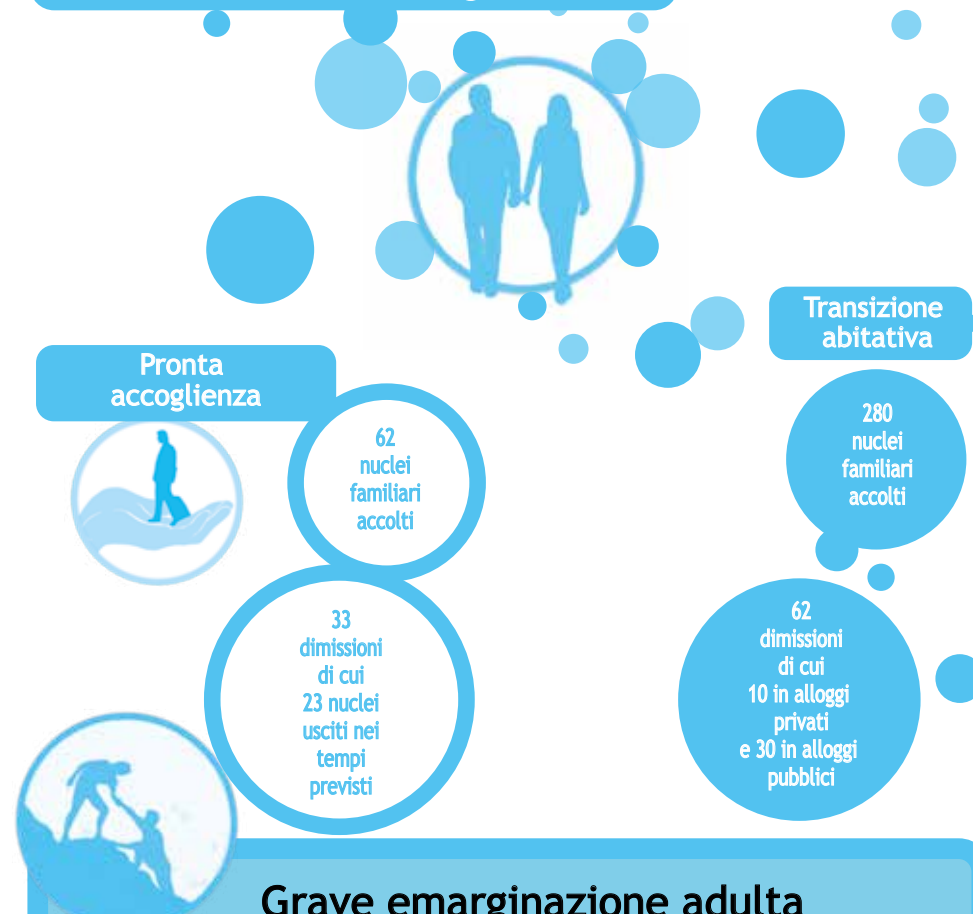 Pronta
accoglienza
62
nuclei
familiari
accolti
33
dimissioni
di cui
23 nuclei
usciti nei
tempi
previsti
Transizione
abitativa
280
nuclei
familiari
accolti
62
dimissioni
di cui
10 in alloggi
privati
e 30 in alloggi
pubblici
Grave emarginazione adulta